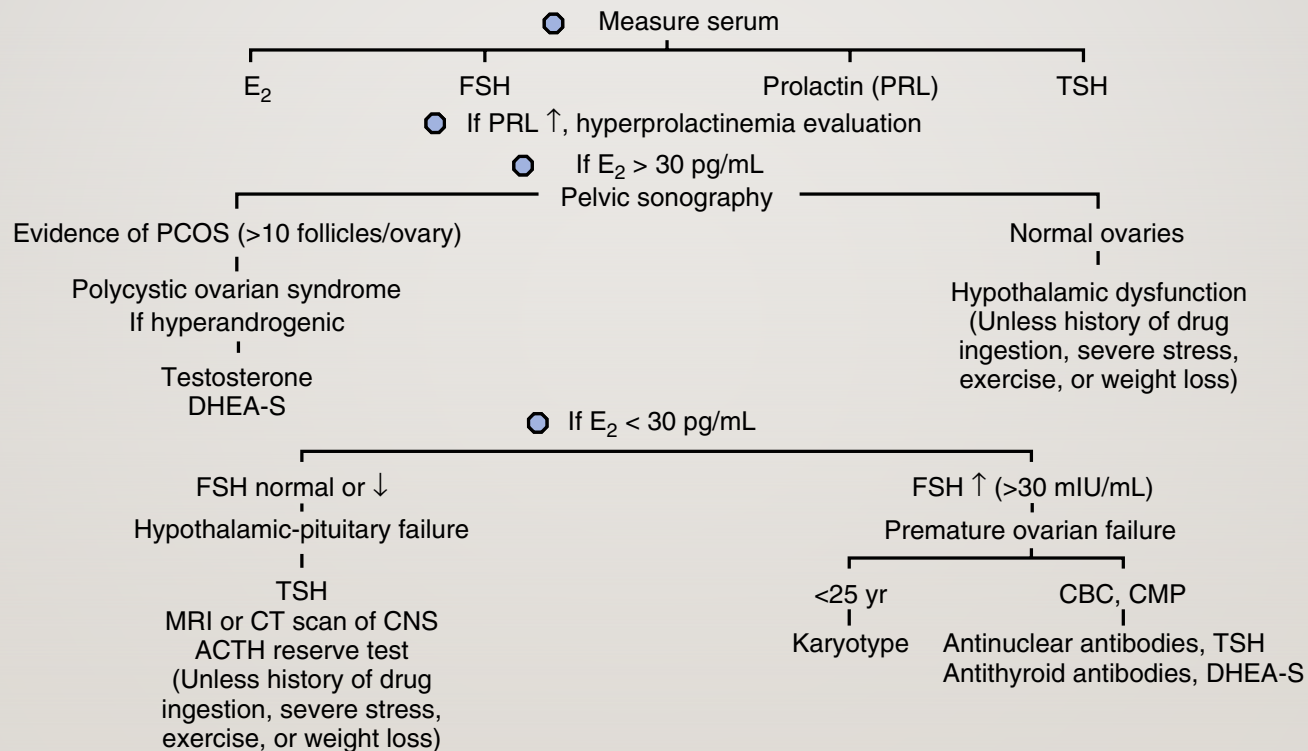 Measure serum
E₂ FSH Prolactin (PRL) TSH
If PRL ↑, hyperprolactinemia evaluation
If E₂ > 30 pg/mL
Pelvic sonography
Evidence of PCOS (>10 follicles/ovary)
Polycystic ovarian syndrome
If hyperandrogenic
Testosterone
DHEA-S
Normal ovaries
Hypothalamic dysfunction
(Unless history of drug
ingestion, severe stress,
exercise, or weight loss)
If E₂ < 30 pg/mL
FSH normal or ↓
Hypothalamic-pituitary failure
TSH
MRI or CT scan of CNS
ACTH reserve test
(Unless history of drug
ingestion, severe stress,
exercise, or weight loss)
FSH ↑ (>30 mIU/mL)
Premature ovarian failure
<25 yr
Karyotype
CBC, CMP
Antinuclear antibodies, TSH
Antithyroid antibodies, DHEA-S